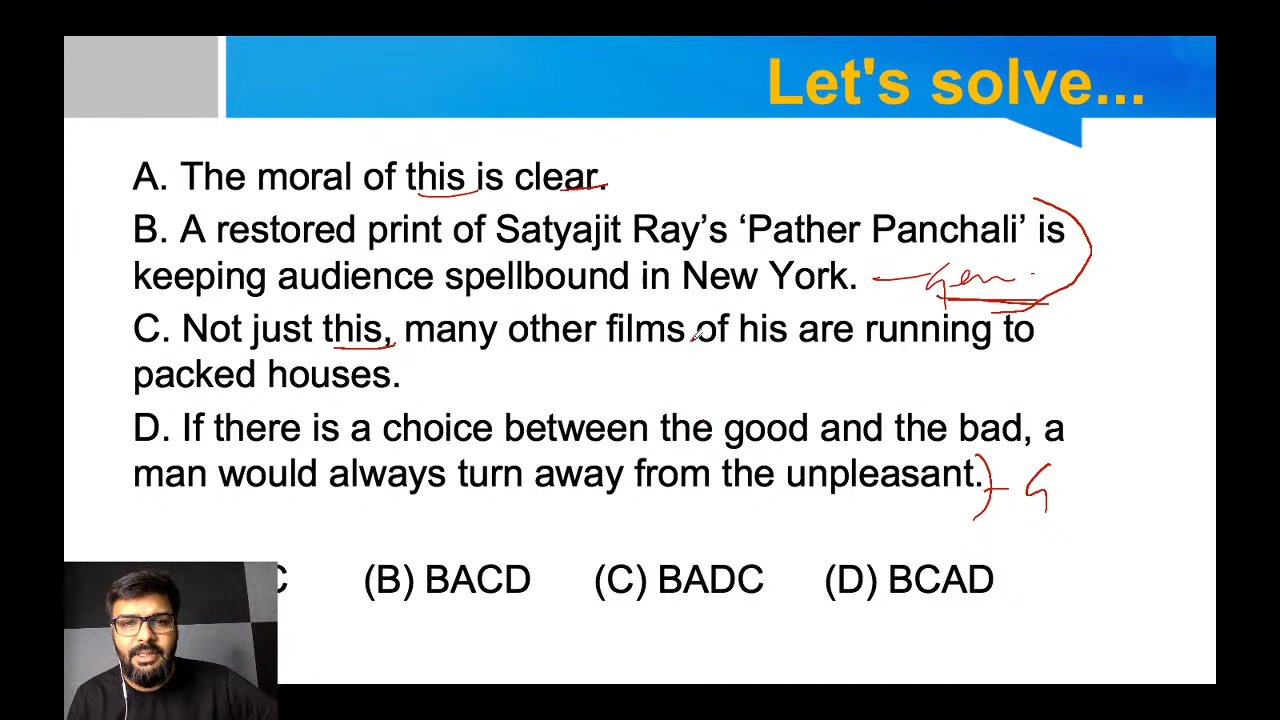 Let's solve...
A. The moral of this is clear.
B. A restored print of Satyajit Ray's ‘Pather Panchali’ is
keeping audience spellbound in New York. – Gen.
C. Not just this, many other films of his are running to
packed houses.
D. If there is a choice between the good and the bad, a
man would always turn away from the unpleasant. – G
C (B) BACD (C) BADC (D) BCAD